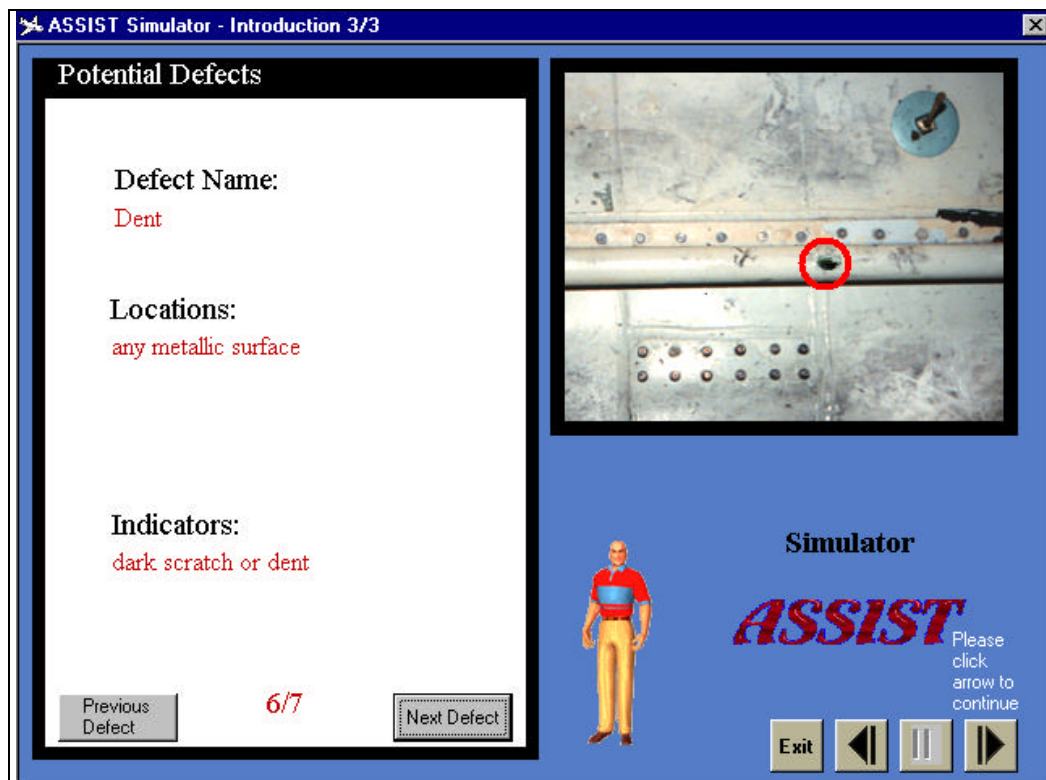 ASSIST Simulator - Introduction 3/3
Potential Defects
Defect Name:
Dent
Locations:
any metallic surface
Indicators:
dark scratch or dent
Previous
Defect
6/7
Next Defect
Simulator
ASSIST
Please
click
arrow to
continue
Exit